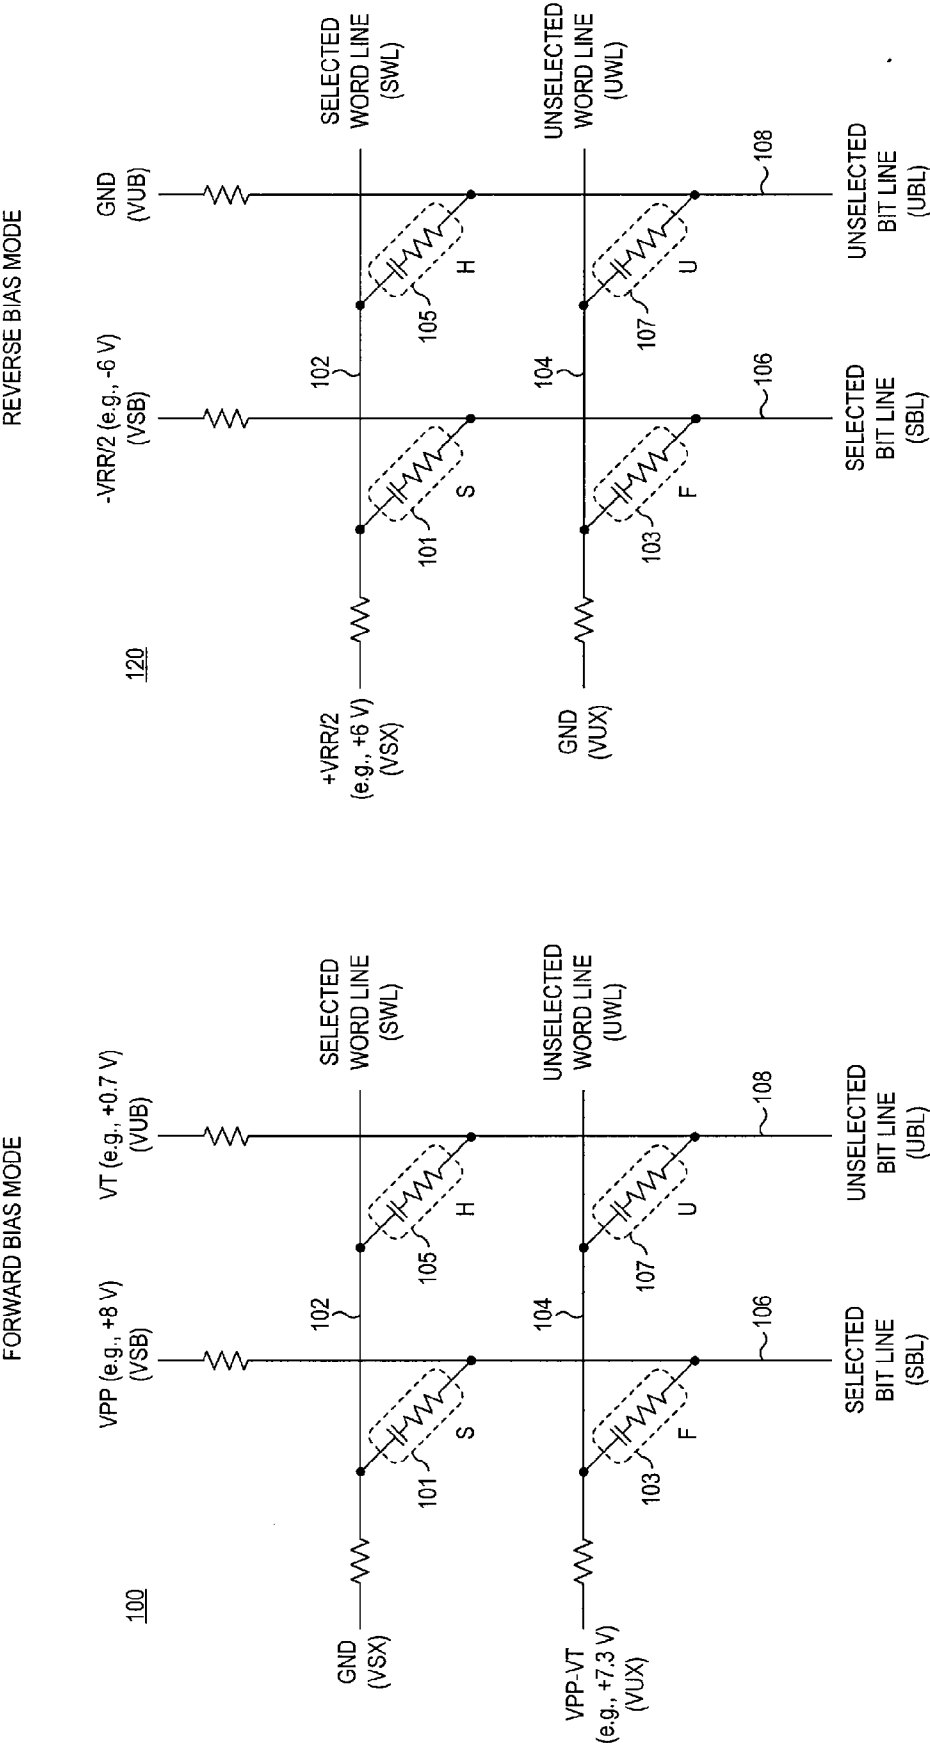 FORWARD BIAS MODE
100
VPP (e.g., +8 V)
(VSB)
VT (e.g., +0.7 V)
(VUB)
GND
(VSX)
102
SELECTED
WORD LINE
(SWL)
101
S
105
H
VPP-VT
(e.g., +7.3 V)
(VUX)
104
UNSELECTED
WORD LINE
(UWL)
103
F
107
U
106
108
SELECTED
BIT LINE
(SBL)
UNSELECTED
BIT LINE
(UBL)
REVERSE BIAS MODE
120
-VRR/2 (e.g., -6 V)
(VSB)
GND
(VUB)
+VRR/2
(e.g., +6 V)
(VSX)
102
SELECTED
WORD LINE
(SWL)
101
S
105
H
GND
(VUX)
104
UNSELECTED
WORD LINE
(UWL)
103
F
107
U
106
108
SELECTED
BIT LINE
(SBL)
UNSELECTED
BIT LINE
(UBL)